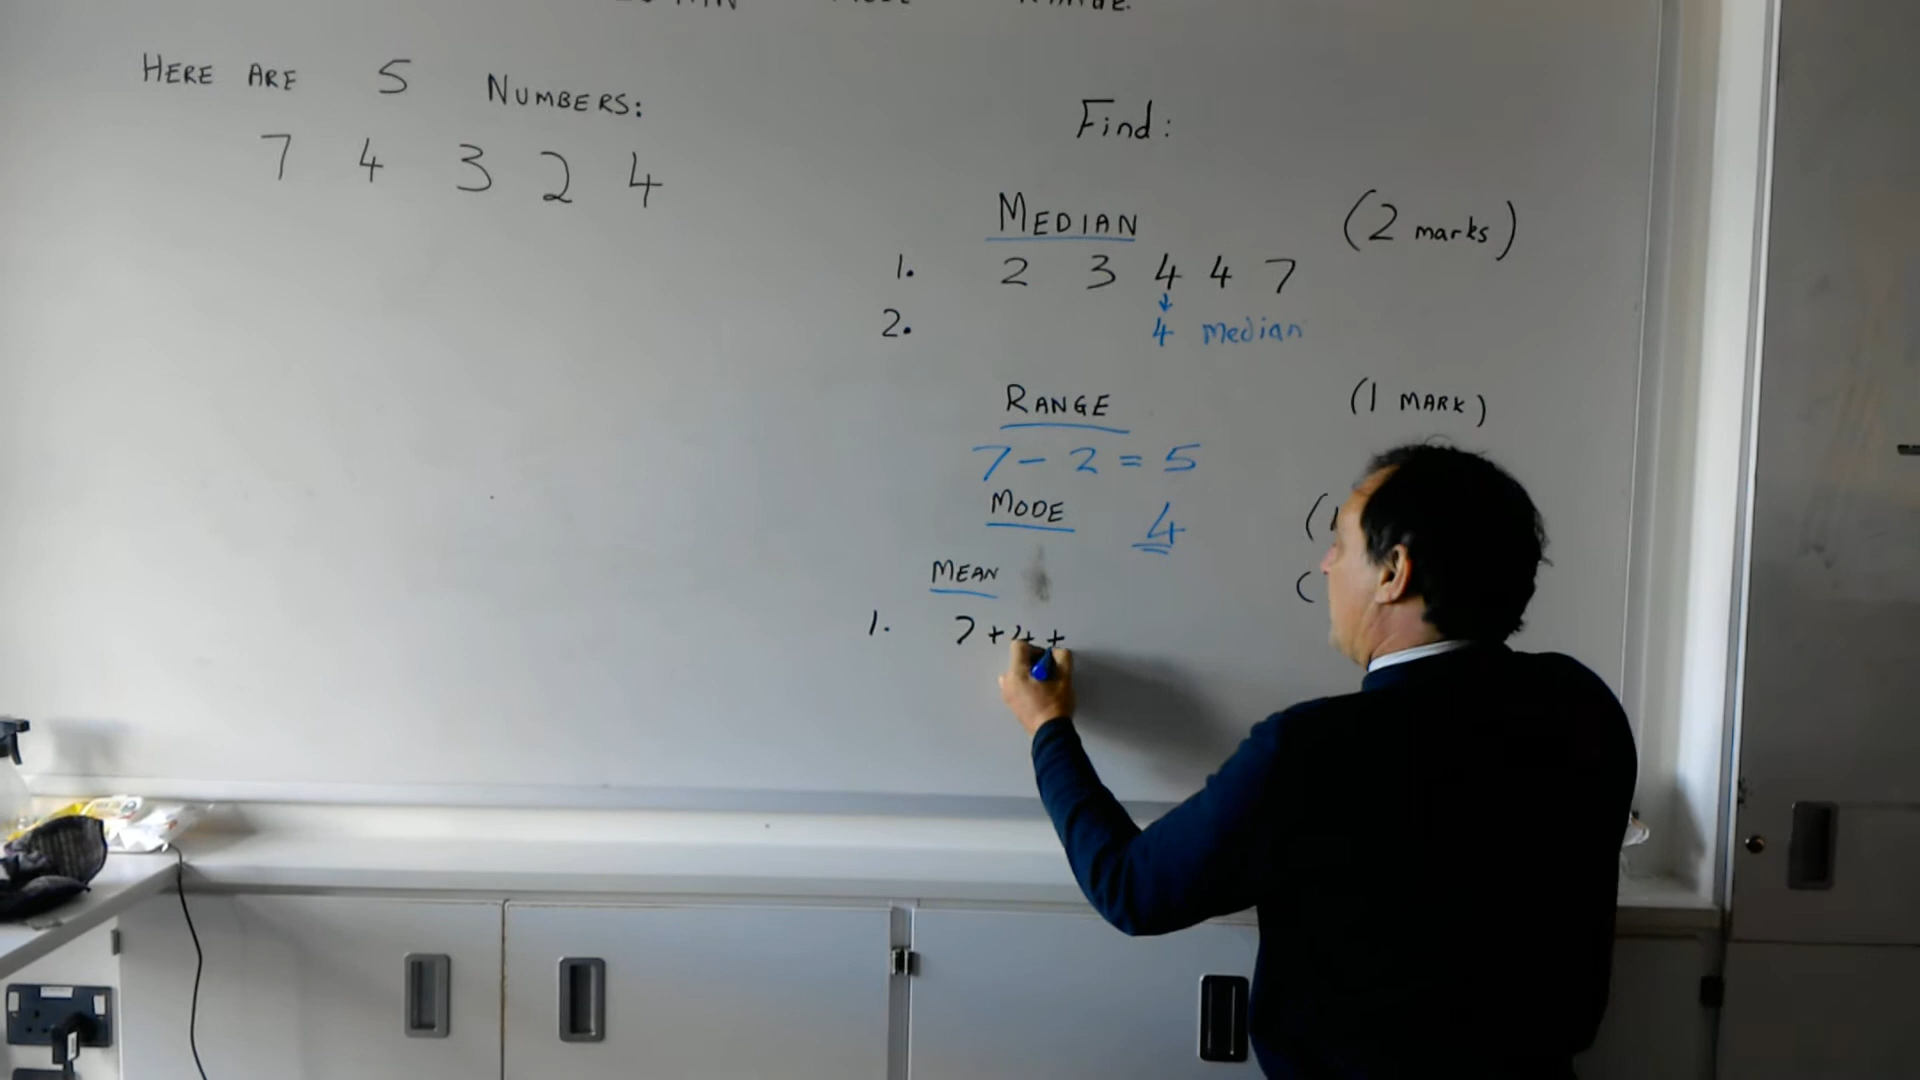 HERE ARE 5 NUMBERS:
7 4 3 2 4
Find:
MEDIAN (2 marks)
1. 2 3 4 4 7
2. 4 Median
RANGE (1 MARK)
7 - 2 = 5
MODE 4
MEAN
1. 7 + 4 +